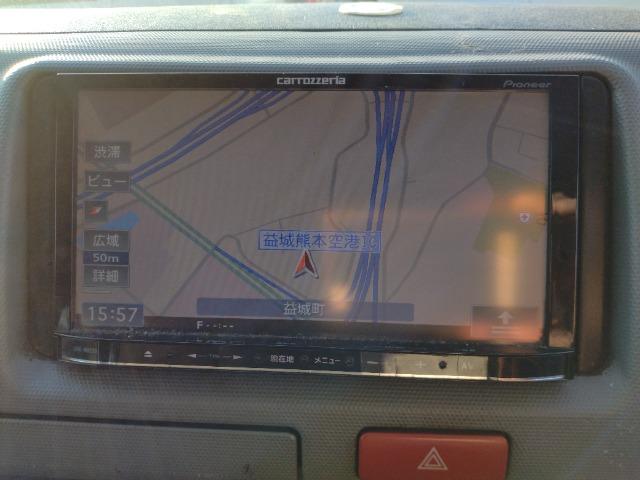 carrozzeria
Pioneer
渋滞
ビュー
益城熊本空港IC
広域
50m
詳細
益城町
15:57
F--:--
現在地 メニュー